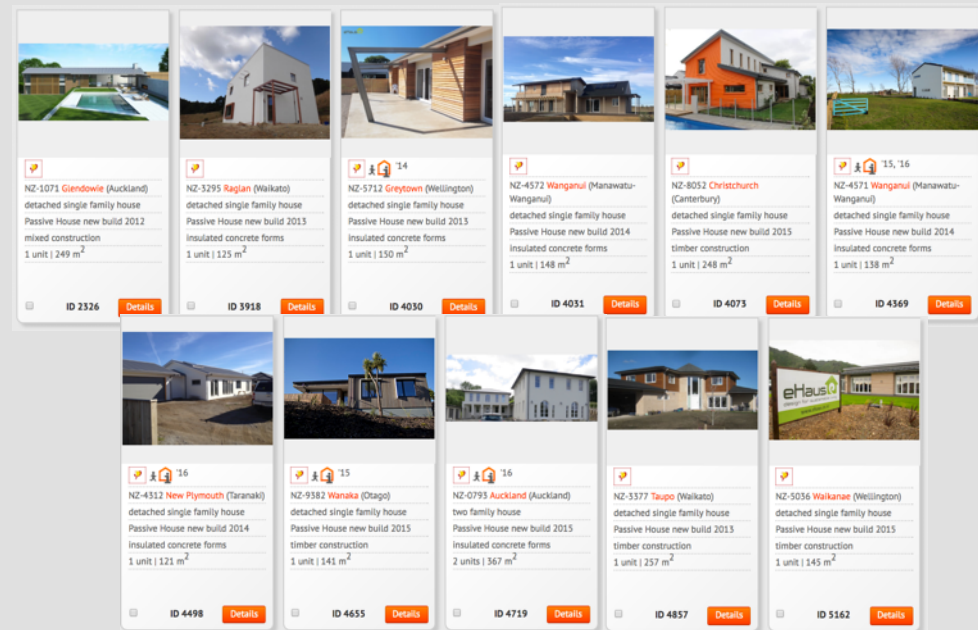 NZ-1071 Glendowie (Auckland)
detached single family house
Passive House new build 2012
mixed construction
1 unit | 249 m²
ID 2326
Details
NZ-3295 Raglan (Waikato)
detached single family house
Passive House new build 2013
insulated concrete forms
1 unit | 125 m²
ID 3918
Details
'14
NZ-5712 Greytown (Wellington)
detached single family house
Passive House new build 2013
insulated concrete forms
1 unit | 150 m²
ID 4030
Details
NZ-4572 Wanganui (Manawatu-
Wanganui)
detached single family house
Passive House new build 2014
insulated concrete forms
1 unit | 148 m²
ID 4031
Details
NZ-8052 Christchurch
(Canterbury)
detached single family house
Passive House new build 2015
timber construction
1 unit | 248 m²
ID 4073
Details
'15, '16
NZ-4571 Wanganui (Manawatu-
Wanganui)
detached single family house
Passive House new build 2014
insulated concrete forms
1 unit | 138 m²
ID 4369
Details
'16
NZ-4312 New Plymouth (Taranaki)
detached single family house
Passive House new build 2014
insulated concrete forms
1 unit | 121 m²
ID 4498
Details
'15
NZ-9382 Wanaka (Otago)
detached single family house
Passive House new build 2015
timber construction
1 unit | 141 m²
ID 4655
Details
'16
NZ-0793 Auckland (Auckland)
two family house
Passive House new build 2015
insulated concrete forms
2 units | 367 m²
ID 4719
Details
NZ-3377 Taupo (Waikato)
detached single family house
Passive House new build 2013
timber construction
1 unit | 257 m²
ID 4857
Details
eHaus
NZ-5036 Waikanae (Wellington)
detached single family house
Passive House new build 2015
timber construction
1 unit | 145 m²
ID 5162
Details